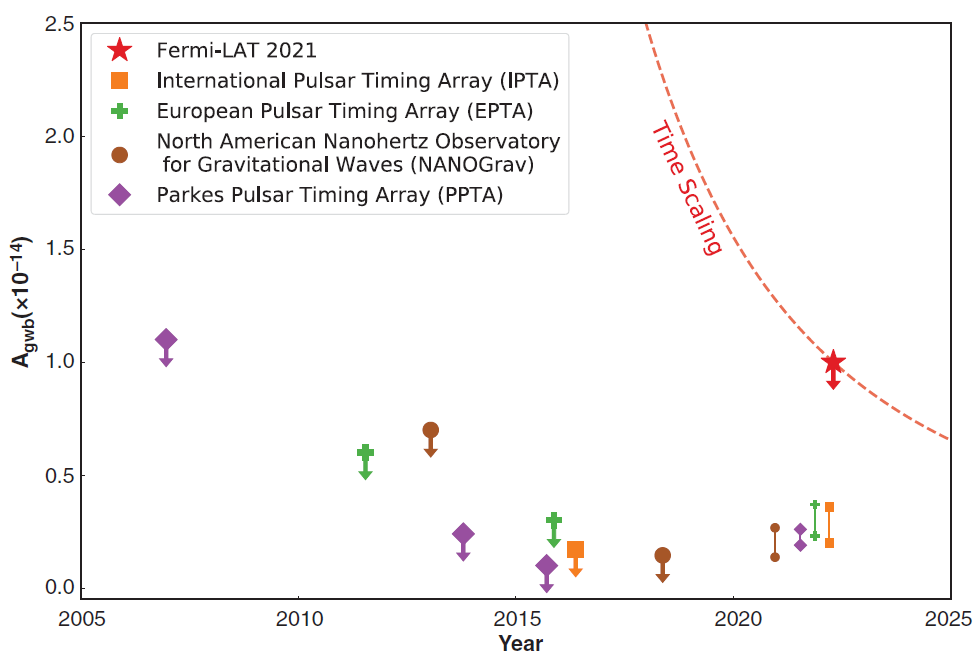 2.5
Fermi-LAT 2021
International Pulsar Timing Array (IPTA)
European Pulsar Timing Array (EPTA)
North American Nanohertz Observatory
for Gravitational Waves (NANOGrav)
Parkes Pulsar Timing Array (PPTA)
Time Scaling
2.0
1.5
A_gwb(×10⁻¹⁴)
1.0
0.5
0.0
2005 2010 2015 2020 2025
Year